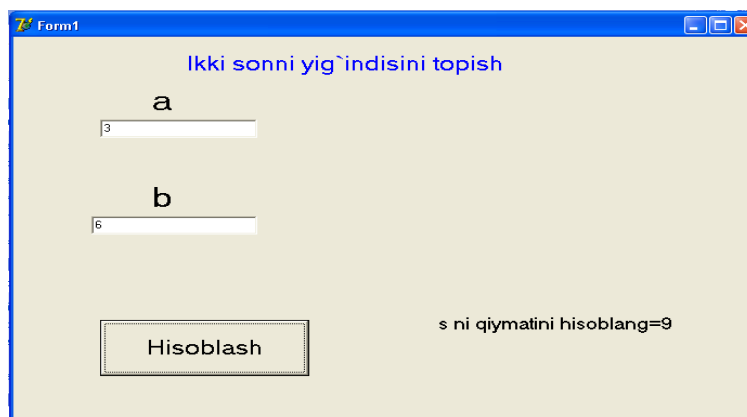 Form1
Ikki sonni yig`indisini topish
a
3
b
6
s ni qiymatini hisoblang=9
Hisoblash